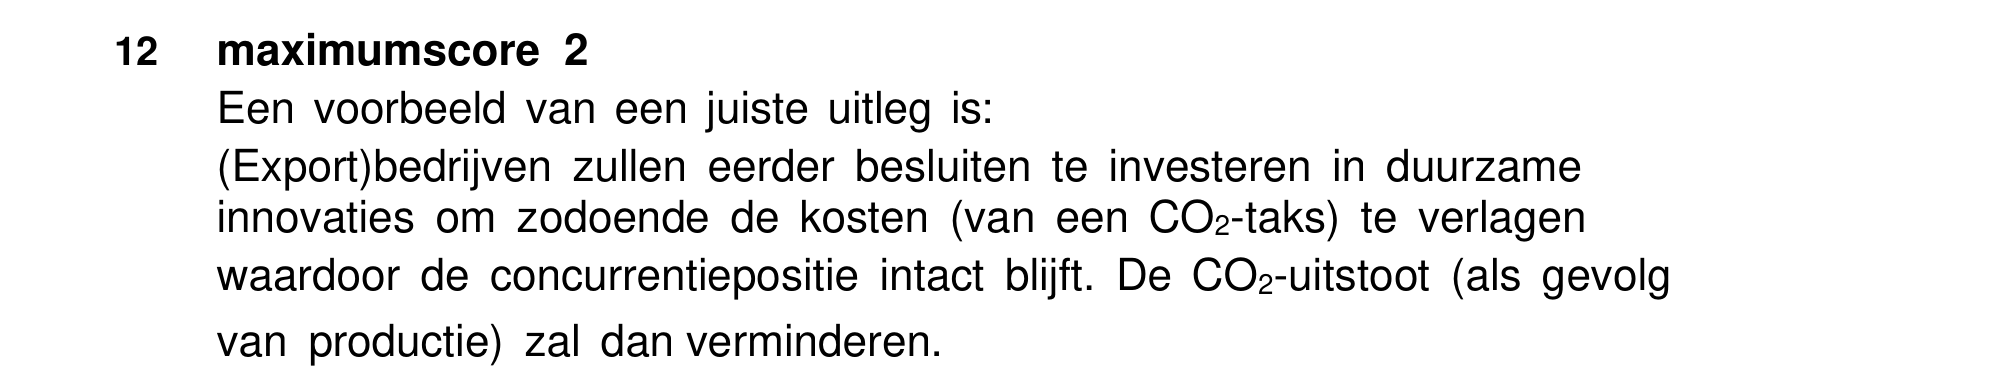 12 maximumscore 2
Een voorbeeld van een juiste uitleg is:
(Export)bedrijven zullen eerder besluiten te investeren in duurzame
innovaties om zodoende de kosten (van een CO₂-taks) te verlagen
waardoor de concurrentiepositie intact blijft. De CO₂-uitstoot (als gevolg
van productie) zal dan verminderen.